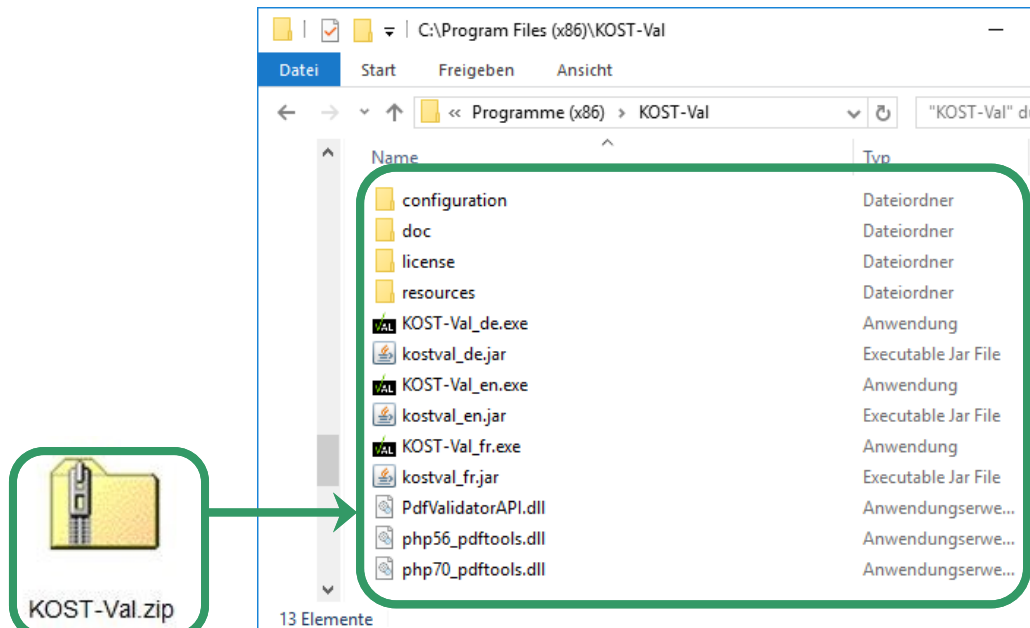 C:\Program Files (x86)\KOST-Val
Datei Start Freigeben Ansicht
« Programme (x86) › KOST-Val "KOST-Val" du
Name Typ
configuration Dateiordner
doc Dateiordner
license Dateiordner
resources Dateiordner
VAL KOST-Val_de.exe Anwendung
kostval_de.jar Executable Jar File
VAL KOST-Val_en.exe Anwendung
kostval_en.jar Executable Jar File
VAL KOST-Val_fr.exe Anwendung
kostval_fr.jar Executable Jar File
PdfValidatorAPI.dll Anwendungserwe...
php56_pdftools.dll Anwendungserwe...
php70_pdftools.dll Anwendungserwe...
13 Elemente
KOST-Val.zip